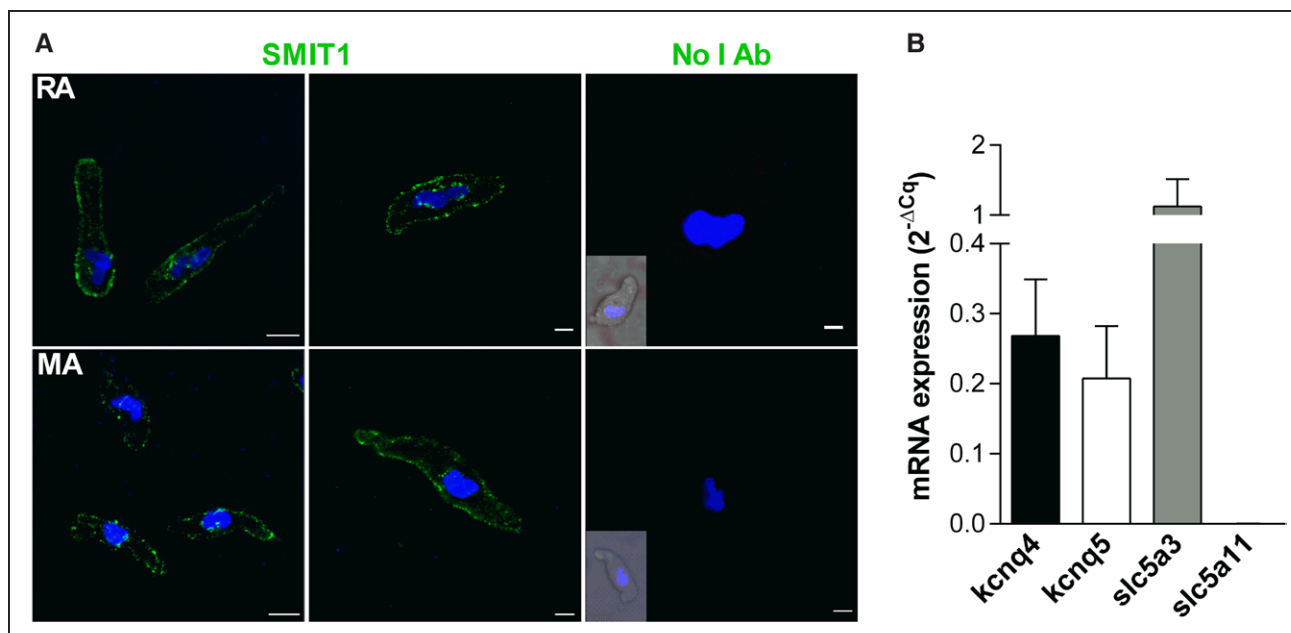 A
SMIT1
No I Ab
RA
MA
B
mRNA expression (2^-ΔCq)
2
1
0.4
0.3
0.2
0.1
0.0
kcnq4
kcnq5
slc5a3
slc5a11